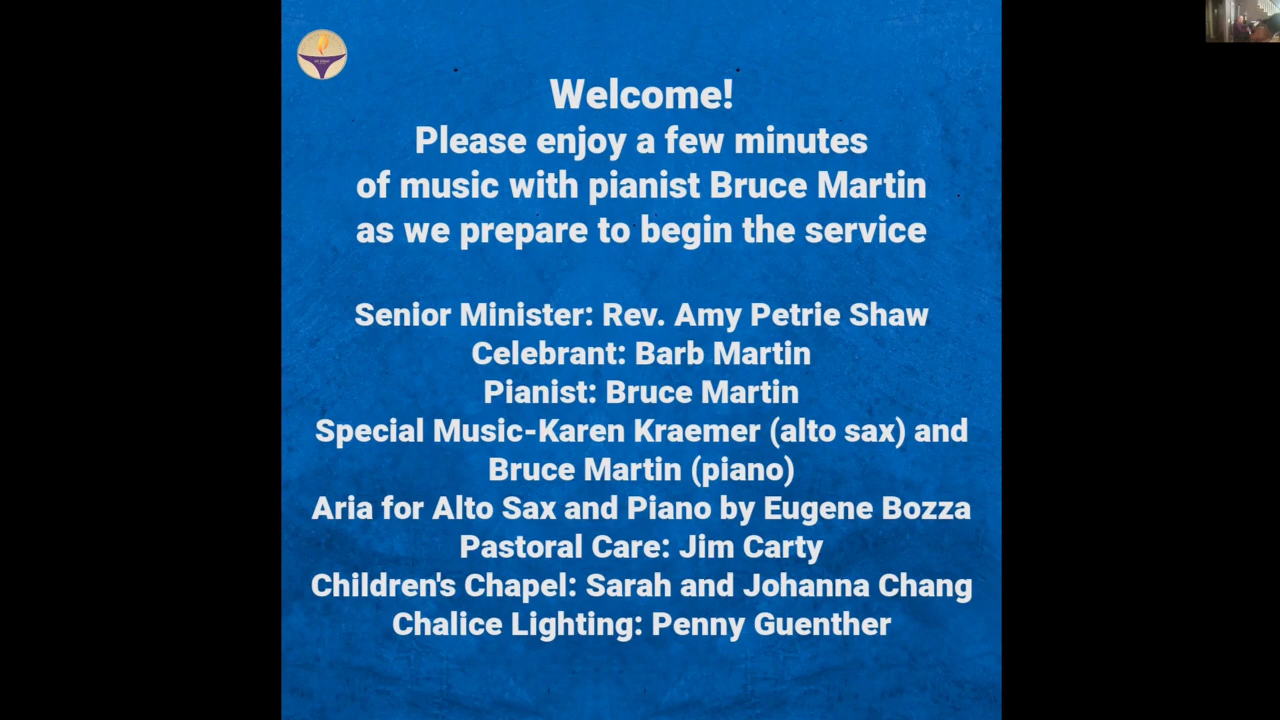 Welcome!
Please enjoy a few minutes
of music with pianist Bruce Martin
as we prepare to begin the service
Senior Minister: Rev. Amy Petrie Shaw
Celebrant: Barb Martin
Pianist: Bruce Martin
Special Music-Karen Kraemer (alto sax) and
Bruce Martin (piano)
Aria for Alto Sax and Piano by Eugene Bozza
Pastoral Care: Jim Carty
Children's Chapel: Sarah and Johanna Chang
Chalice Lighting: Penny Guenther